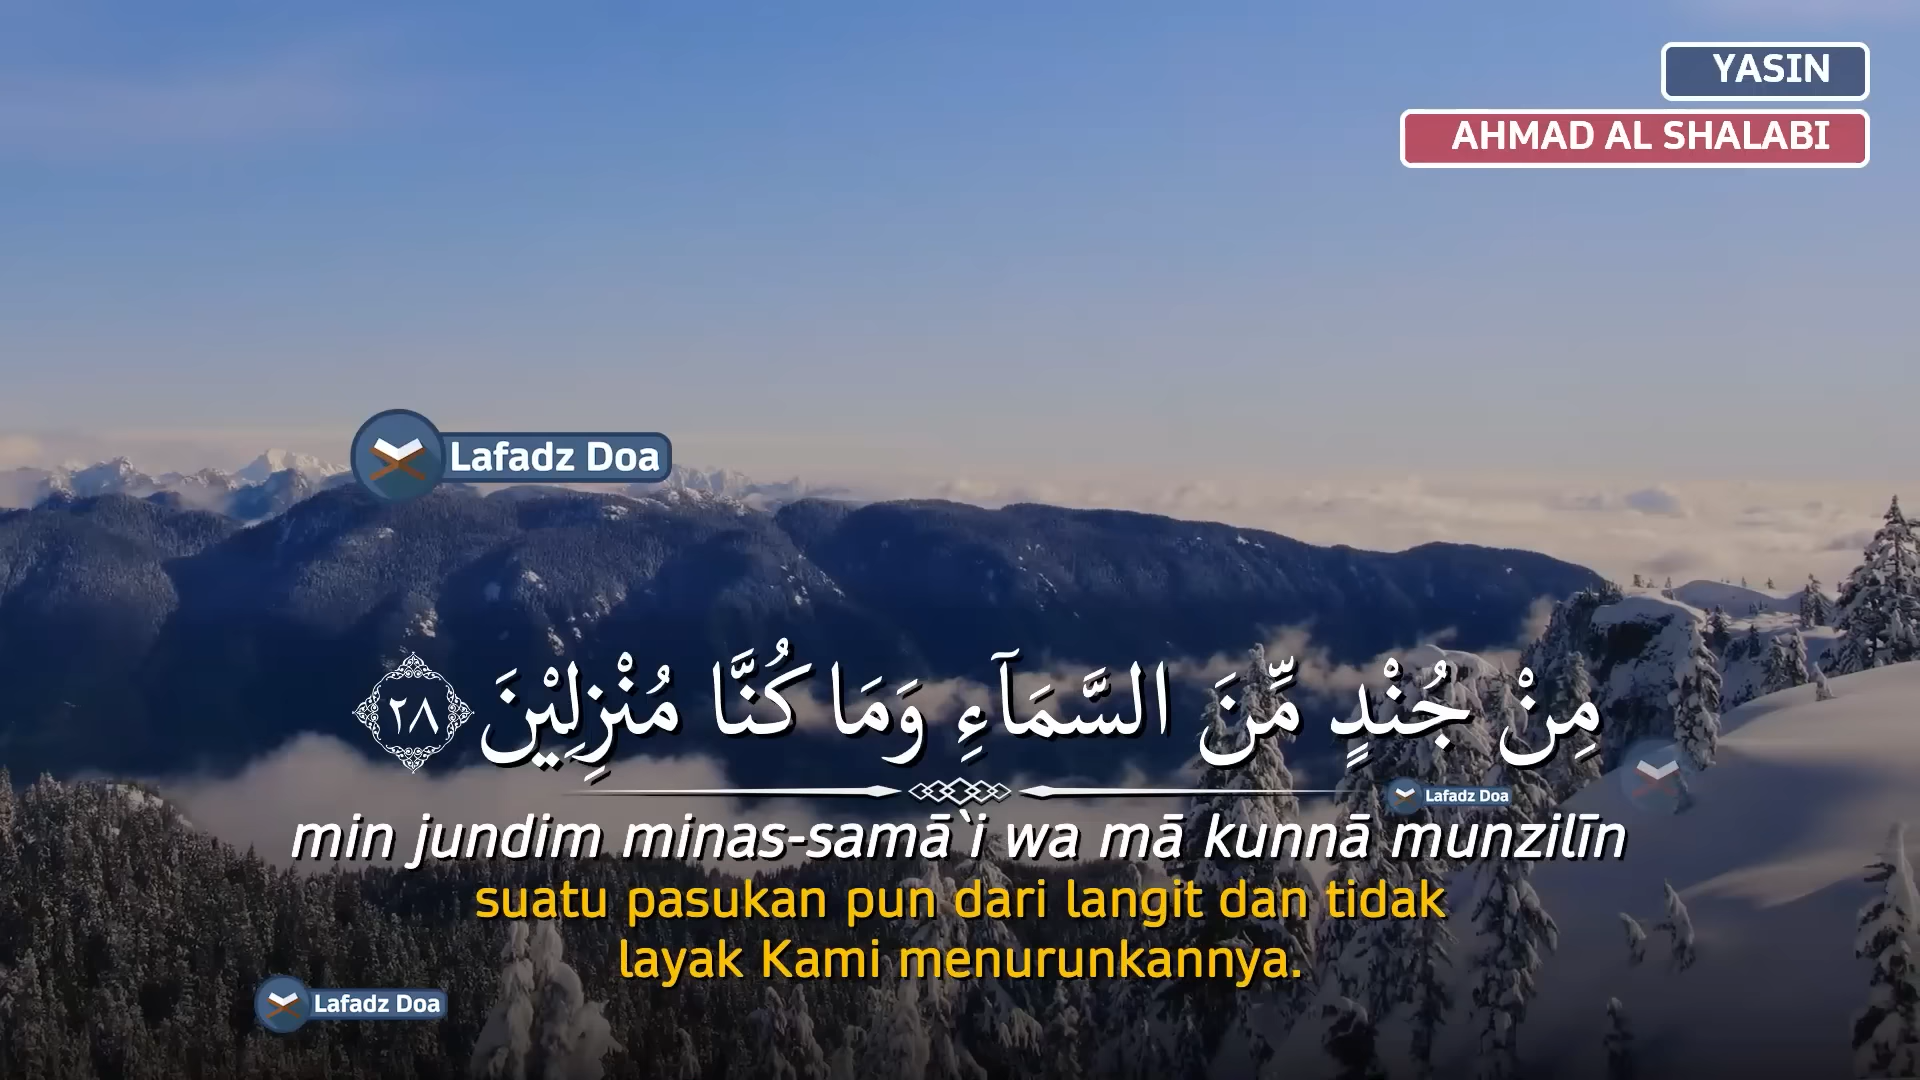 YASIN
AHMAD AL SHALABI
Lafadz Doa
مِنْ جُنْدٍ مِّنَ السَّمَاۤءِ وَمَا كُنَّا مُنْزِلِيْنَ ٢٨
Lafadz Doa
min jundim minas-samā`i wa mā kunnā munzilīn
suatu pasukan pun dari langit dan tidak
layak Kami menurunkannya.
Lafadz Doa